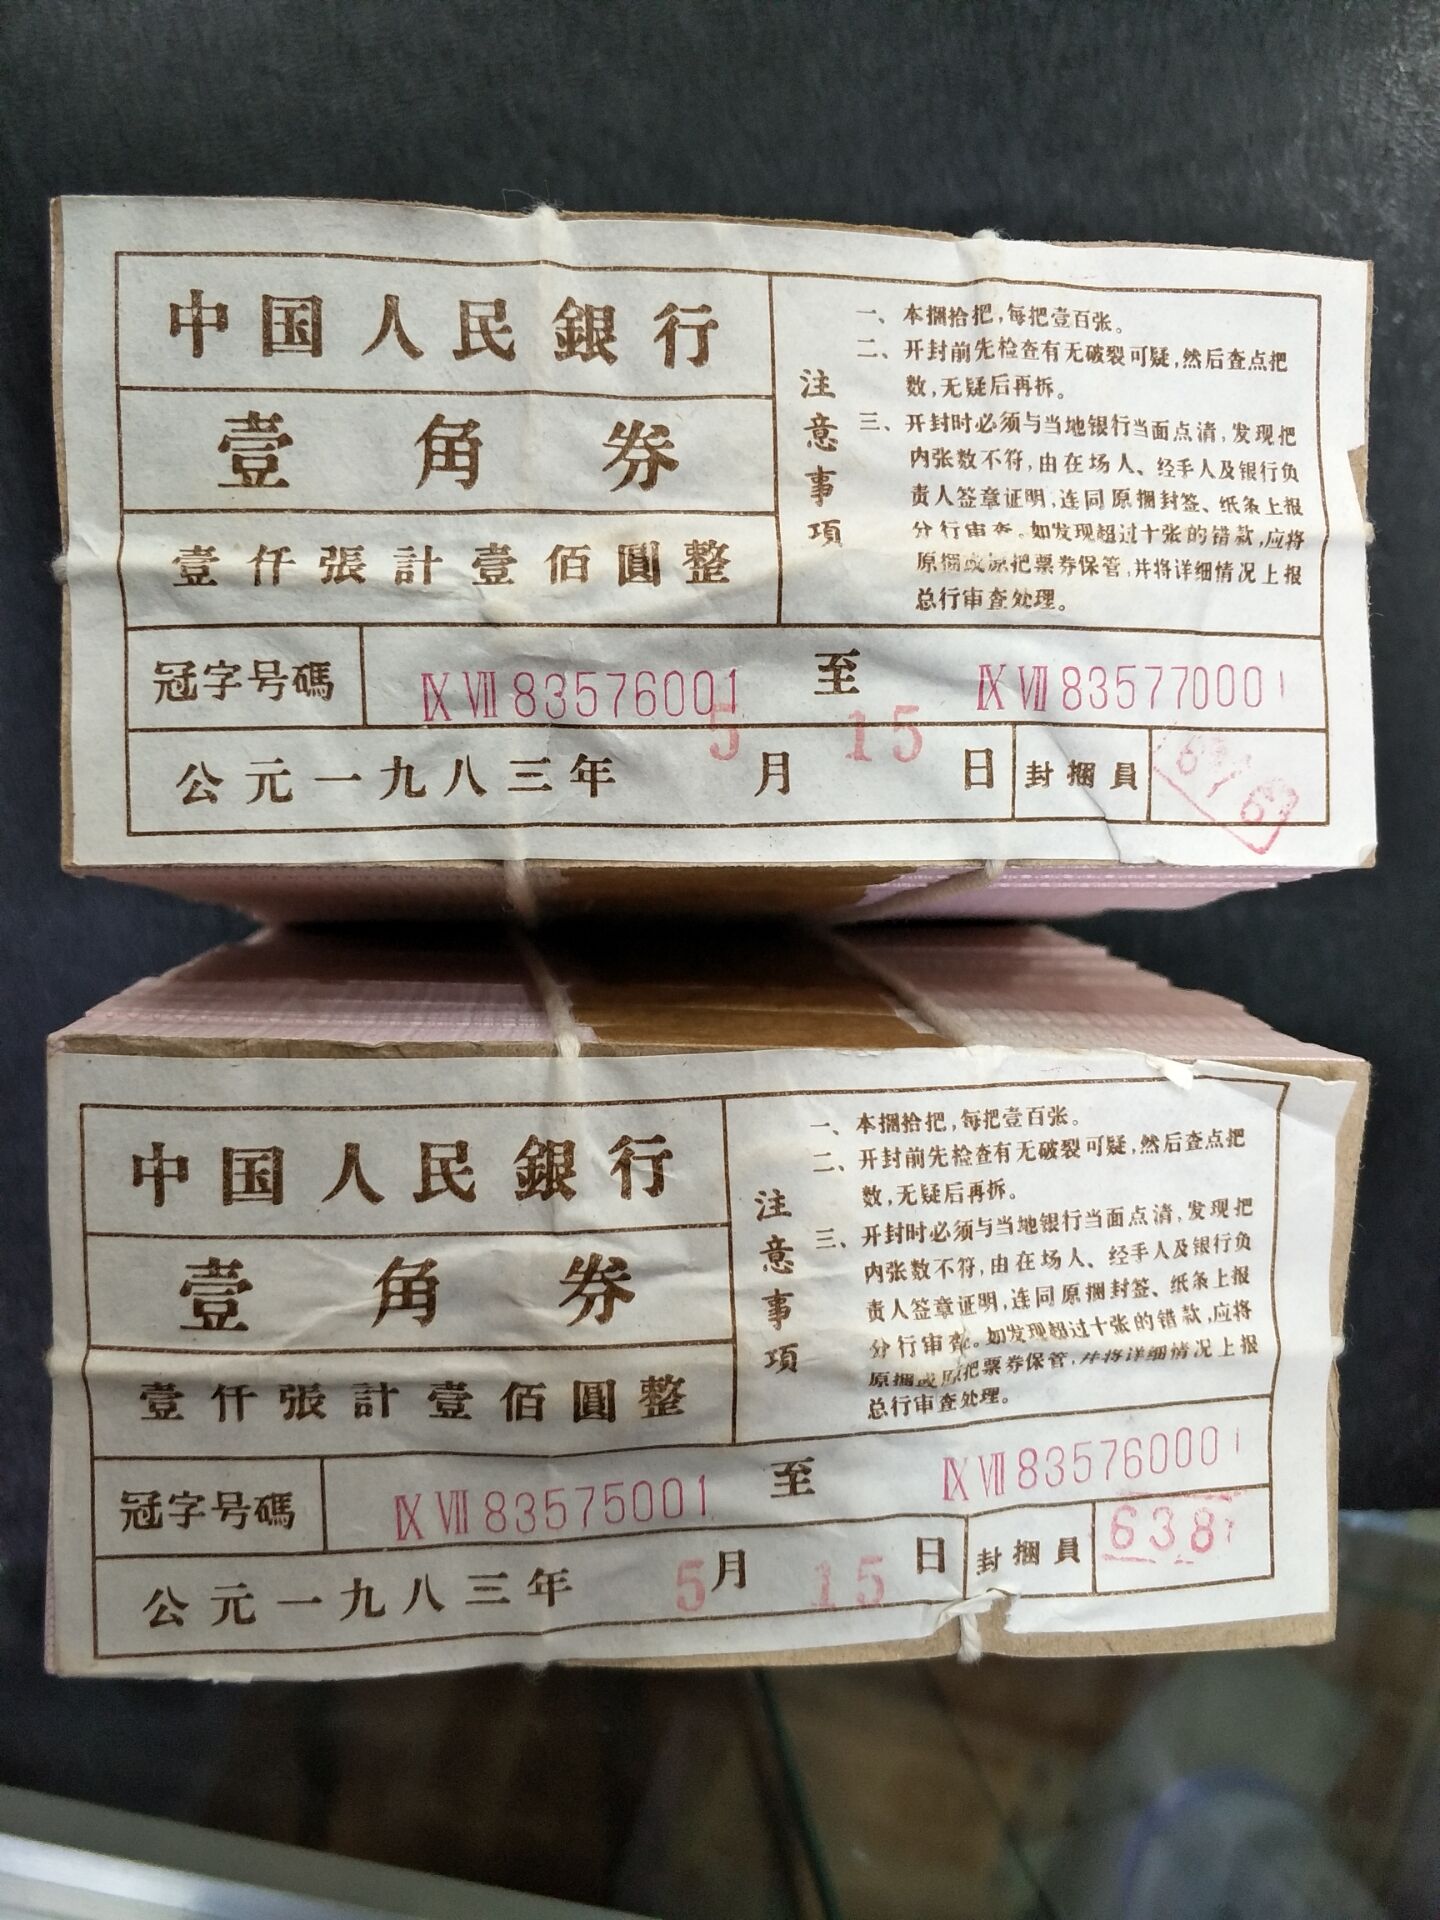 中国人民銀行
壹角券
壹仟張計壹佰圓整
注意事項
一、本捆拾把，每把壹百张。
二、开封前先检查有无破裂可疑，然后查点把
数，无疑后再拆。
三、开封时必须与当地银行当面点清，发现把
内张数不符，由在场人、经手人及银行负
责人签章证明，连同原捆封签、纸条上报
分行审查。如发现超过十张的错款，应将
原捆或原把票券保管，并将详细情况上报
总行审查处理。
冠字号碼 ⅨⅦ83576001 至 ⅨⅦ83577000
公元一九八三年 5月 15日 封捆員
中国人民銀行
壹角券
壹仟張計壹佰圓整
注意事項
一、本捆拾把，每把壹百张。
二、开封前先检查有无破裂可疑，然后查点把
数，无疑后再拆。
三、开封时必须与当地银行当面点清，发现把
内张数不符，由在场人、经手人及银行负
责人签章证明，连同原捆封签、纸条上报
分行审查。如发现超过十张的错款，应将
原捆或原把票券保管，并将详细情况上报
总行审查处理。
冠字号碼 ⅨⅦ83575001 至 ⅨⅦ83576000
公元一九八三年 5月 15日 封捆員 638